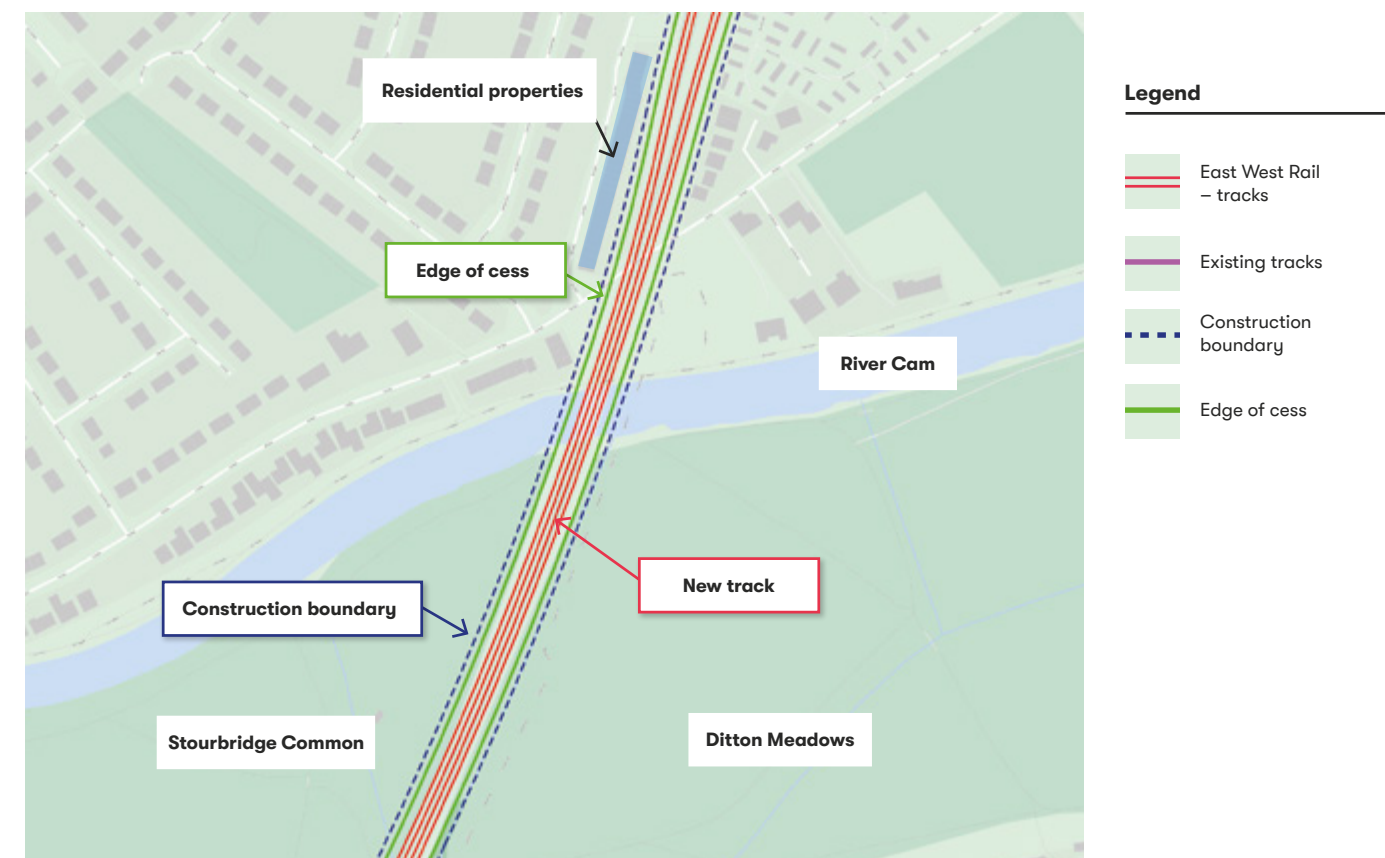 Residential properties
Edge of cess
River Cam
New track
Construction boundary
Stourbridge Common
Ditton Meadows
Legend
East West Rail
– tracks
Existing tracks
Construction
boundary
Edge of cess